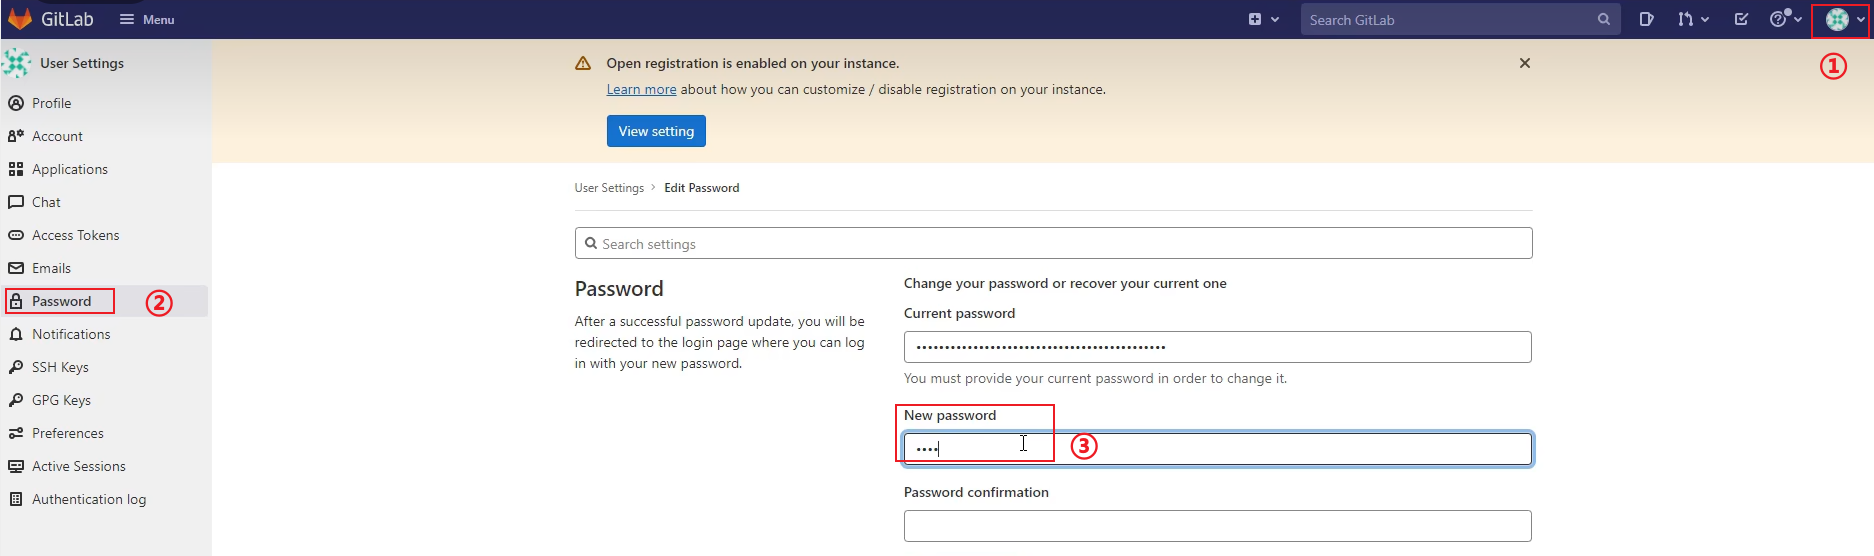 GitLab
Menu
Search GitLab
①
User Settings
Profile
Account
Applications
Chat
Access Tokens
Emails
Password
②
Notifications
SSH Keys
GPG Keys
Preferences
Active Sessions
Authentication log
Open registration is enabled on your instance.
Learn more about how you can customize / disable registration on your instance.
View setting
User Settings > Edit Password
Search settings
Password
After a successful password update, you will be
redirected to the login page where you can log
in with your new password.
Change your password or recover your current one
Current password
You must provide your current password in order to change it.
New password
③
Password confirmation